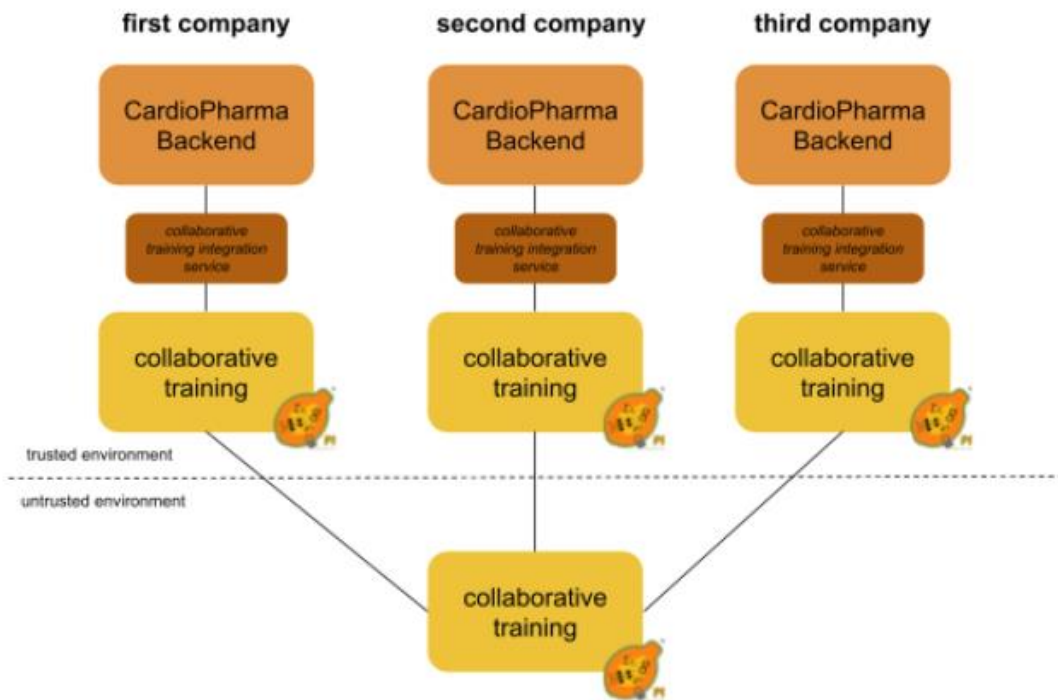 first company
second company
third company
CardioPharma
Backend
CardioPharma
Backend
CardioPharma
Backend
collaborative
training integration
service
collaborative
training integration
service
collaborative
training integration
service
collaborative
training
collaborative
training
collaborative
training
trusted environment
untrusted environment
collaborative
training